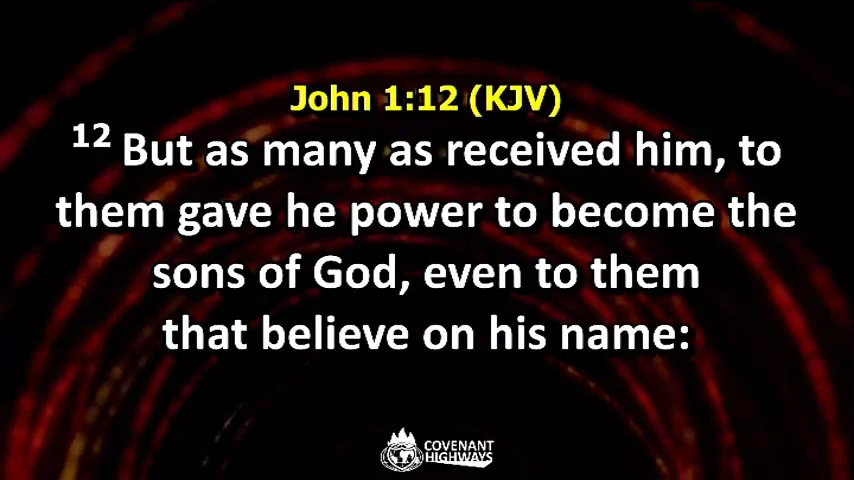 John 1:12 (KJV)
12 But as many as received him, to
them gave he power to become the
sons of God, even to them
that believe on his name:
COVENANT
HIGHWAYS